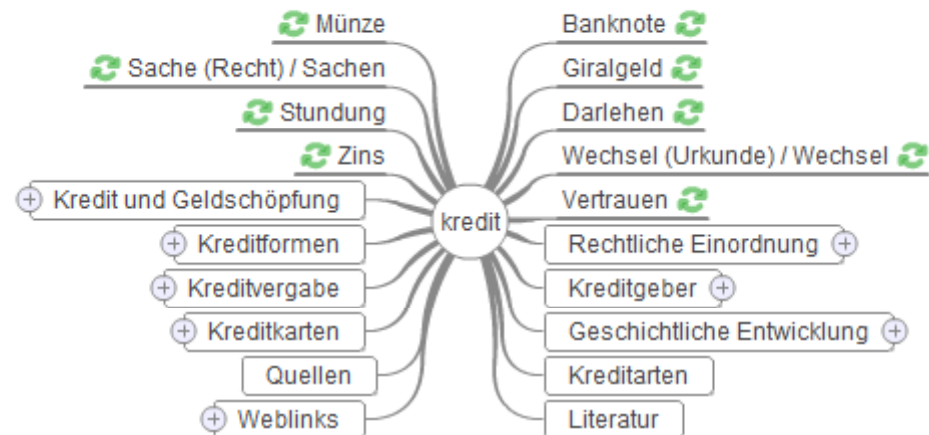 Münze
Sache (Recht) / Sachen
Stundung
Zins
Kredit und Geldschöpfung
Kreditformen
Kreditvergabe
Kreditkarten
Quellen
Weblinks
kredit
Banknote
Giralgeld
Darlehen
Wechsel (Urkunde) / Wechsel
Vertrauen
Rechtliche Einordnung
Kreditgeber
Geschichtliche Entwicklung
Kreditarten
Literatur